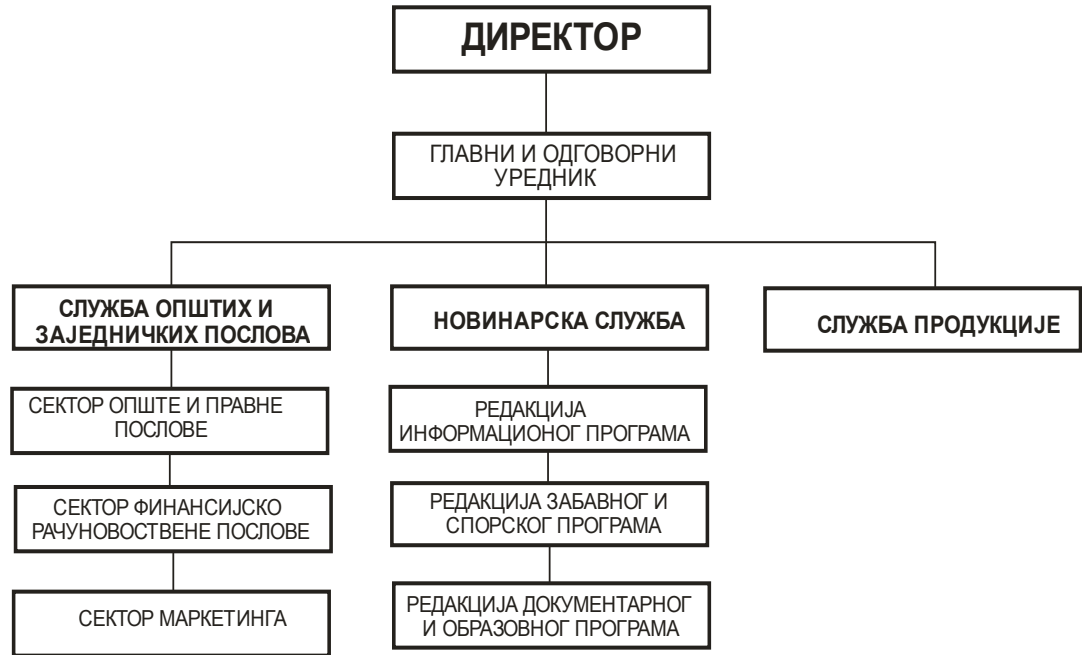 ДИРЕКТОР
ГЛАВНИ И ОДГОВОРНИ
УРЕДНИК
СЛУЖБА ОПШТИХ И
ЗАЈЕДНИЧКИХ ПОСЛОВА
НОВИНАРСКА СЛУЖБА
СЛУЖБА ПРОДУКЦИЈЕ
СЕКТОР ОПШТЕ И ПРАВНЕ
ПОСЛОВЕ
РЕДАКЦИЈА
ИНФОРМАЦИОНОГ ПРОГРАМА
СЕКТОР ФИНАНСИЈСКО
РАЧУНОВОСТВЕНЕ ПОСЛОВЕ
РЕДАКЦИЈА ЗАБАВНОГ И
СПОРСКОГ ПРОГРАМА
СЕКТОР МАРКЕТИНГА
РЕДАКЦИЈА ДОКУМЕНТАРНОГ
И ОБРАЗОВНОГ ПРОГРАМА